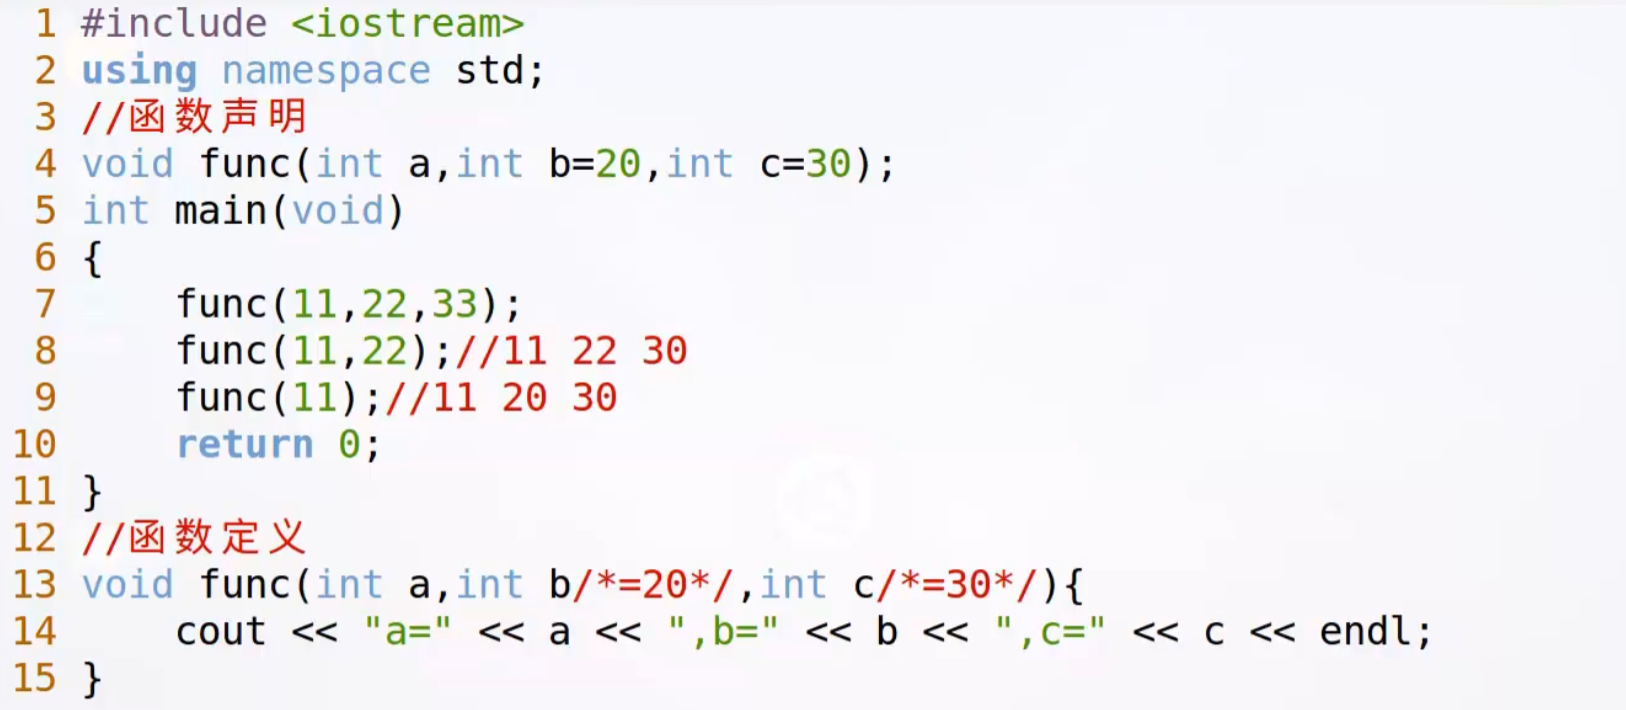 1 #include <iostream>
2 using namespace std;
3 //函数声明
4 void func(int a,int b=20,int c=30);
5 int main(void)
6 {
7     func(11,22,33);
8     func(11,22);//11 22 30
9     func(11);//11 20 30
10     return 0;
11 }
12 //函数定义
13 void func(int a,int b/*=20*/,int c/*=30*/){
14     cout << "a=" << a << ",b=" << b << ",c=" << c << endl;
15 }